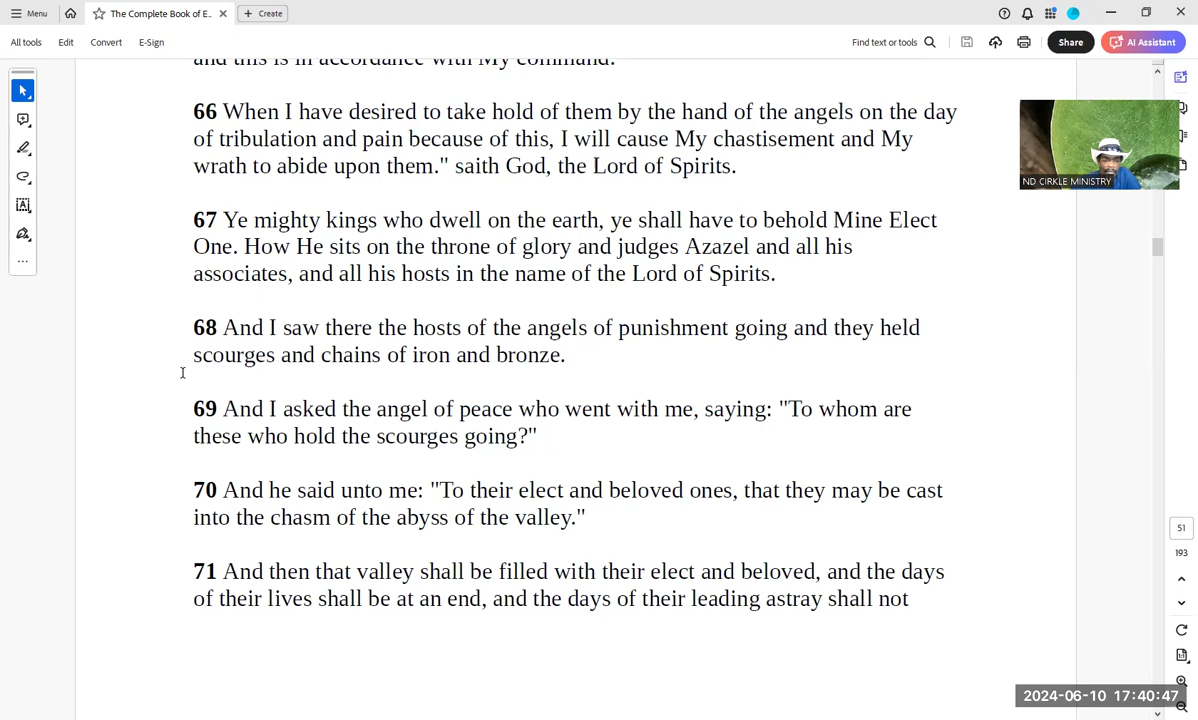 Menu
The Complete Book of E..
Create
All tools
Edit
Convert
E-Sign
Find text or tools
Share
AI Assistant
and this is in accordance with My command.
66 When I have desired to take hold of them by the hand of the angels on the day
of tribulation and pain because of this, I will cause My chastisement and My
wrath to abide upon them." saith God, the Lord of Spirits.
67 Ye mighty kings who dwell on the earth, ye shall have to behold Mine Elect
One. How He sits on the throne of glory and judges Azazel and all his
associates, and all his hosts in the name of the Lord of Spirits.
68 And I saw there the hosts of the angels of punishment going and they held
scourges and chains of iron and bronze.
69 And I asked the angel of peace who went with me, saying: "To whom are
these who hold the scourges going?"
70 And he said unto me: "To their elect and beloved ones, that they may be cast
into the chasm of the abyss of the valley."
71 And then that valley shall be filled with their elect and beloved, and the days
of their lives shall be at an end, and the days of their leading astray shall not
ND CIRKLE MINISTRY
51
193
2024-06-10 17:40:47